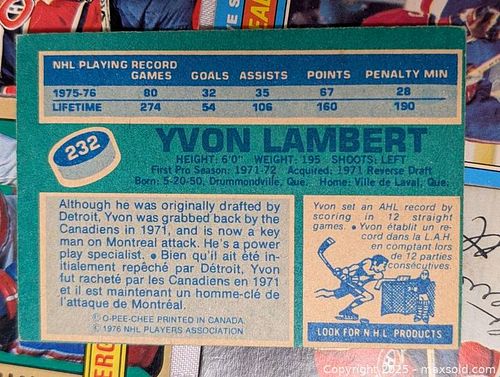 NHL PLAYING RECORD
GAMES GOALS ASSISTS POINTS PENALTY MIN
1975-76 80 32 35 67 28
LIFETIME 274 54 106 160 190
232
YVON LAMBERT
HEIGHT: 6'0" WEIGHT: 195 SHOOTS: LEFT
First Pro Season: 1971-72 Acquired: 1971 Reverse Draft
Born: 5-20-50, Drummondville, Que. Home: Ville de Laval, Que.
Although he was originally drafted by
Detroit, Yvon was grabbed back by the
Canadiens in 1971, and is now a key
man on Montreal attack. He's a power
play specialist. • Bien qu'il ait été in-
itialement repêché par Détroit, Yvon
fut racheté par les Canadiens en 1971
et il est maintenant un homme-clé de
l'attaque de Montréal.
© O-PEE-CHEE PRINTED IN CANADA
© 1976 NHL PLAYERS ASSOCIATION
Yvon set an AHL record by
scoring in 12 straight
games. • Yvon établit un re-
cord dans la L.A.H.
en comptant lors
de 12 parties
consécutives.
LOOK FOR N.H.L. PRODUCTS
Copyright 2025 - maxsold.com